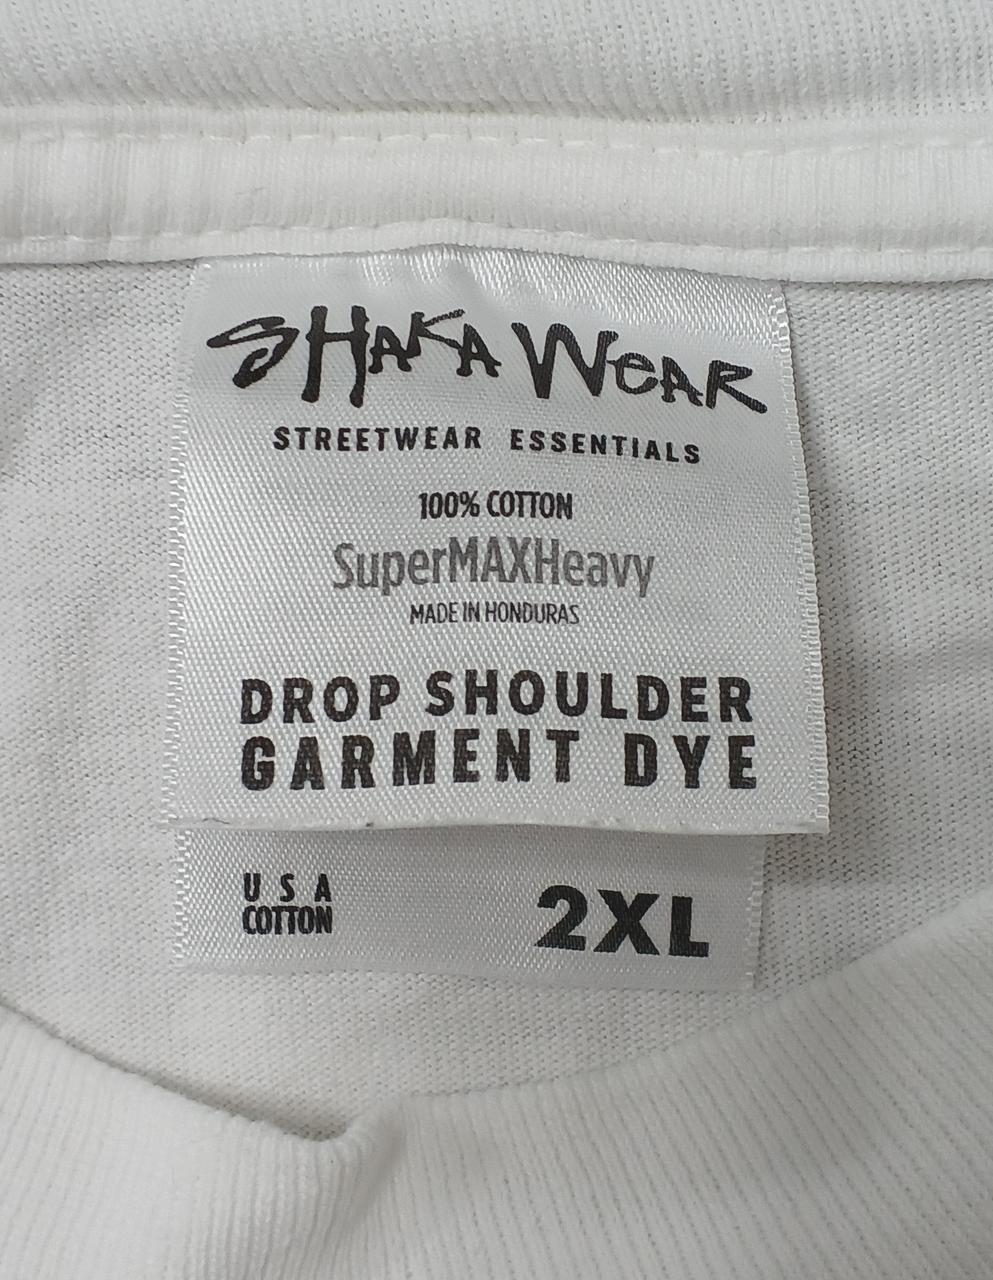 SHAKA WEAR
STREETWEAR ESSENTIALS
100% COTTON
SuperMAXHeavy
MADE IN HONDURAS
DROP SHOULDER
GARMENT DYE
U S A
COTTON
2XL